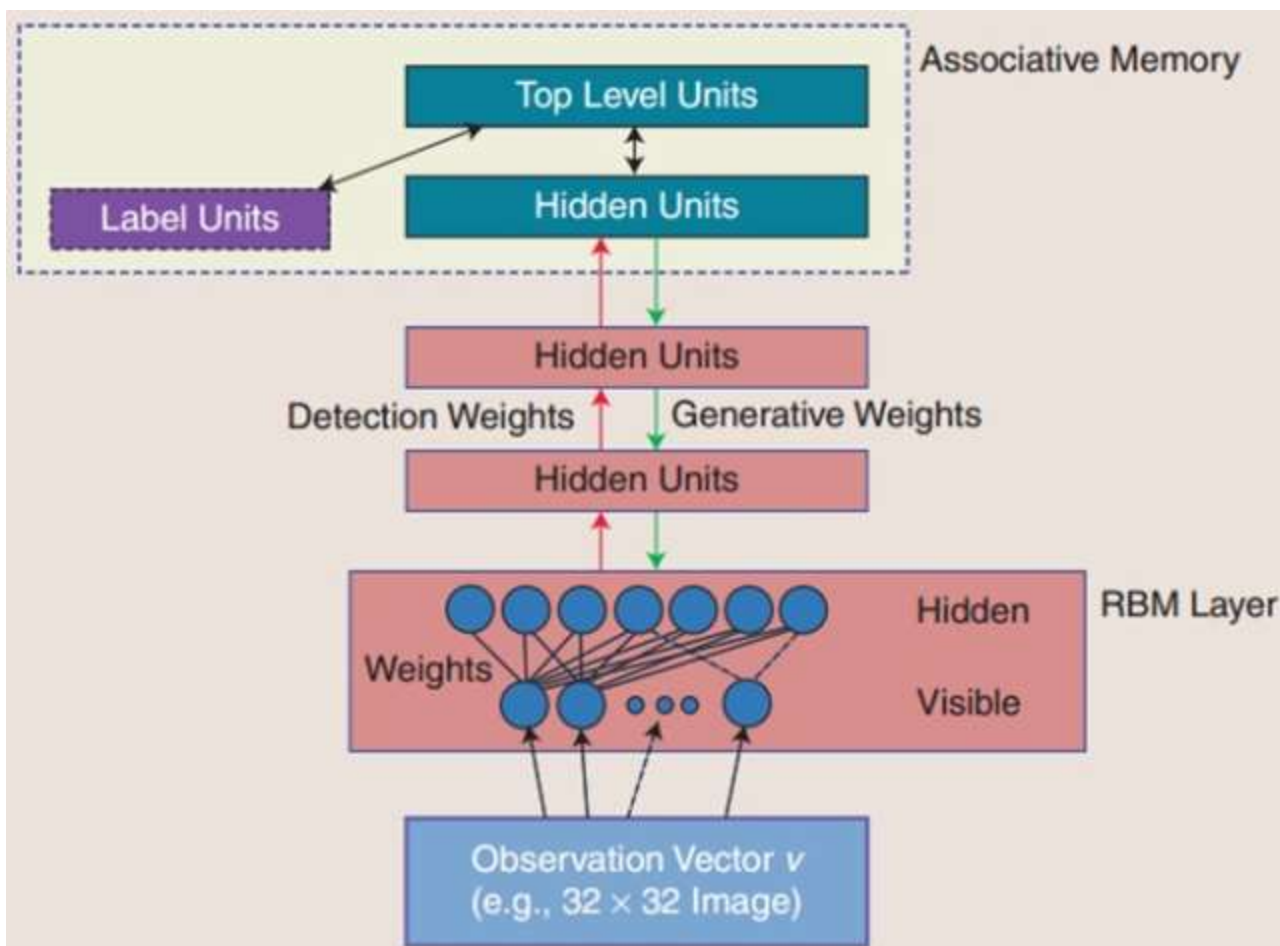 Associative Memory
Top Level Units
Label Units
Hidden Units
Hidden Units
Detection Weights
Generative Weights
Hidden Units
RBM Layer
Hidden
Weights
Visible
Observation Vector v
(e.g., 32 × 32 Image)